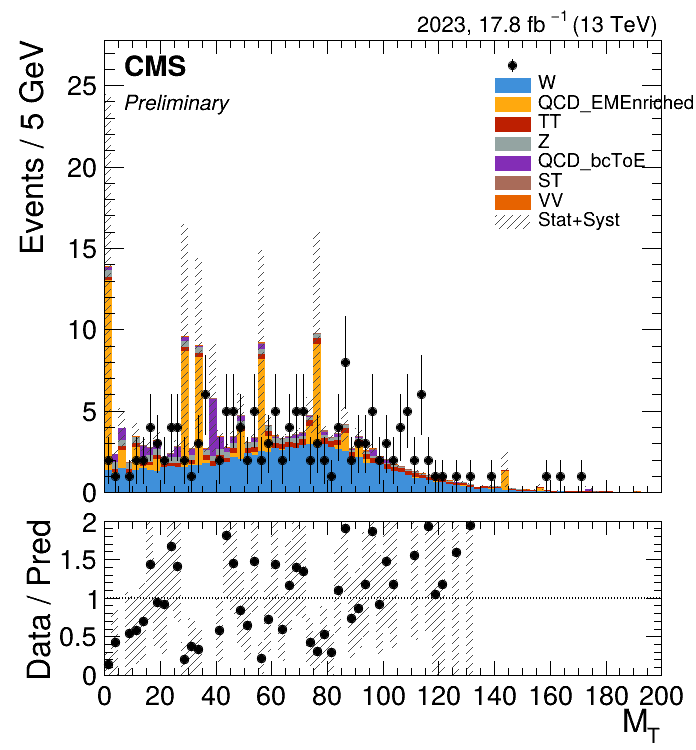 2023, 17.8 fb⁻¹ (13 TeV)
Events / 5 GeV
25
20
15
10
5
0
CMS
Preliminary
W
QCD_EMEnriched
TT
Z
QCD_bcToE
ST
VV
Stat+Syst
Data / Pred
2
1.5
1
0.5
0
0 20 40 60 80 100 120 140 160 180 200
M_T